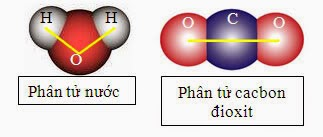 H H
O
Phân tử nước
O C O
Phân tử cacbon
đioxit